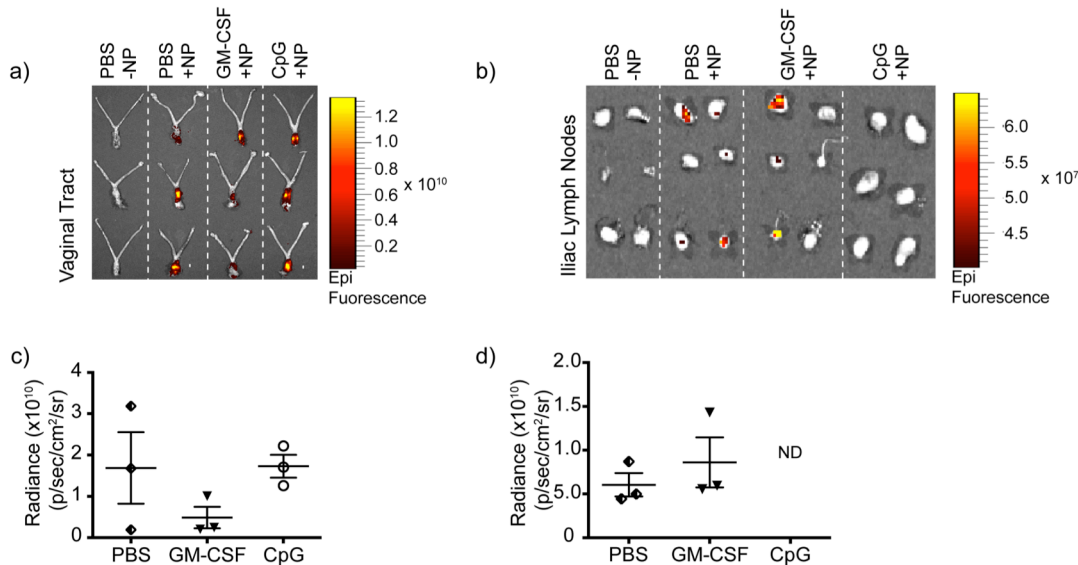 a)
PBS -NP
PBS +NP
GM-CSF +NP
CpG +NP
Vaginal Tract
1.2
1.0
0.8
0.6
0.4
0.2
x 10¹⁰
Epi
Fuorescence
b)
PBS -NP
PBS +NP
GM-CSF +NP
CpG +NP
Iliac Lymph Nodes
6.0
5.5
5.0
4.5
x 10⁷
Epi
Fuorescence
c)
Radiance (x10¹⁰)
(p/sec/cm²/sr)
4
3
2
1
0
PBS
GM-CSF
CpG
d)
Radiance (x10¹⁰)
(p/sec/cm²/sr)
2.0
1.5
1.0
5.0
0
ND
PBS
GM-CSF
CpG